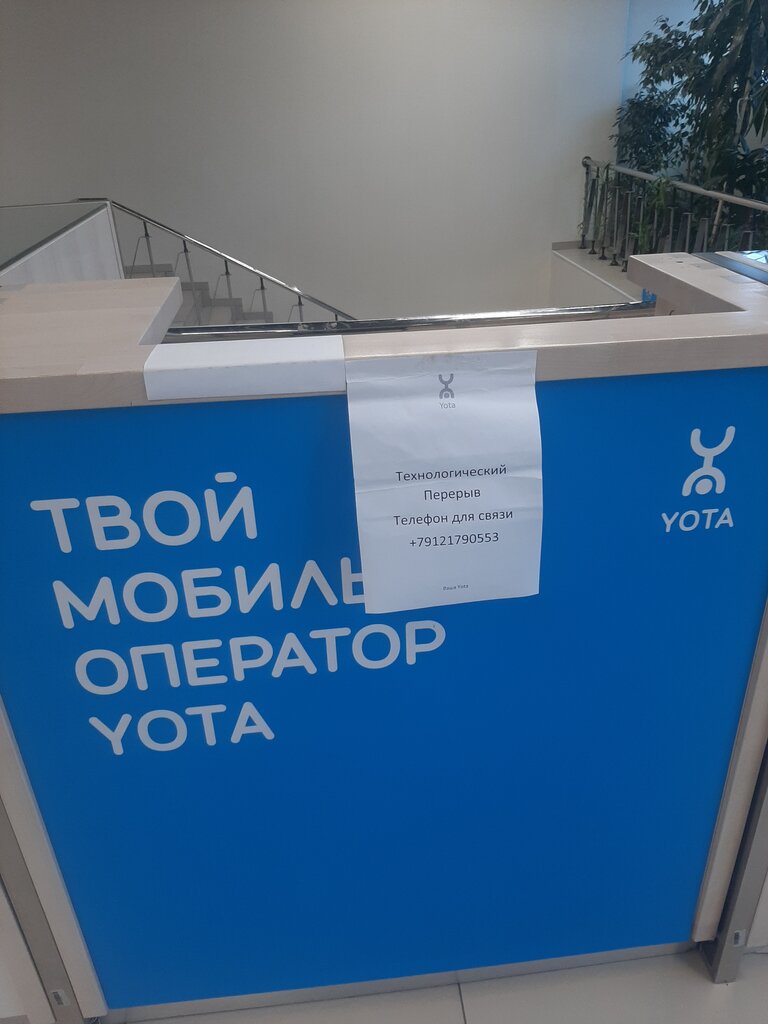 Yota
Технологический
Перерыв
Телефон для связи
+79121790553
Ваша Yota
ТВОЙ
МОБИЛЬ
ОПЕРАТОР
YOTA
YOTA